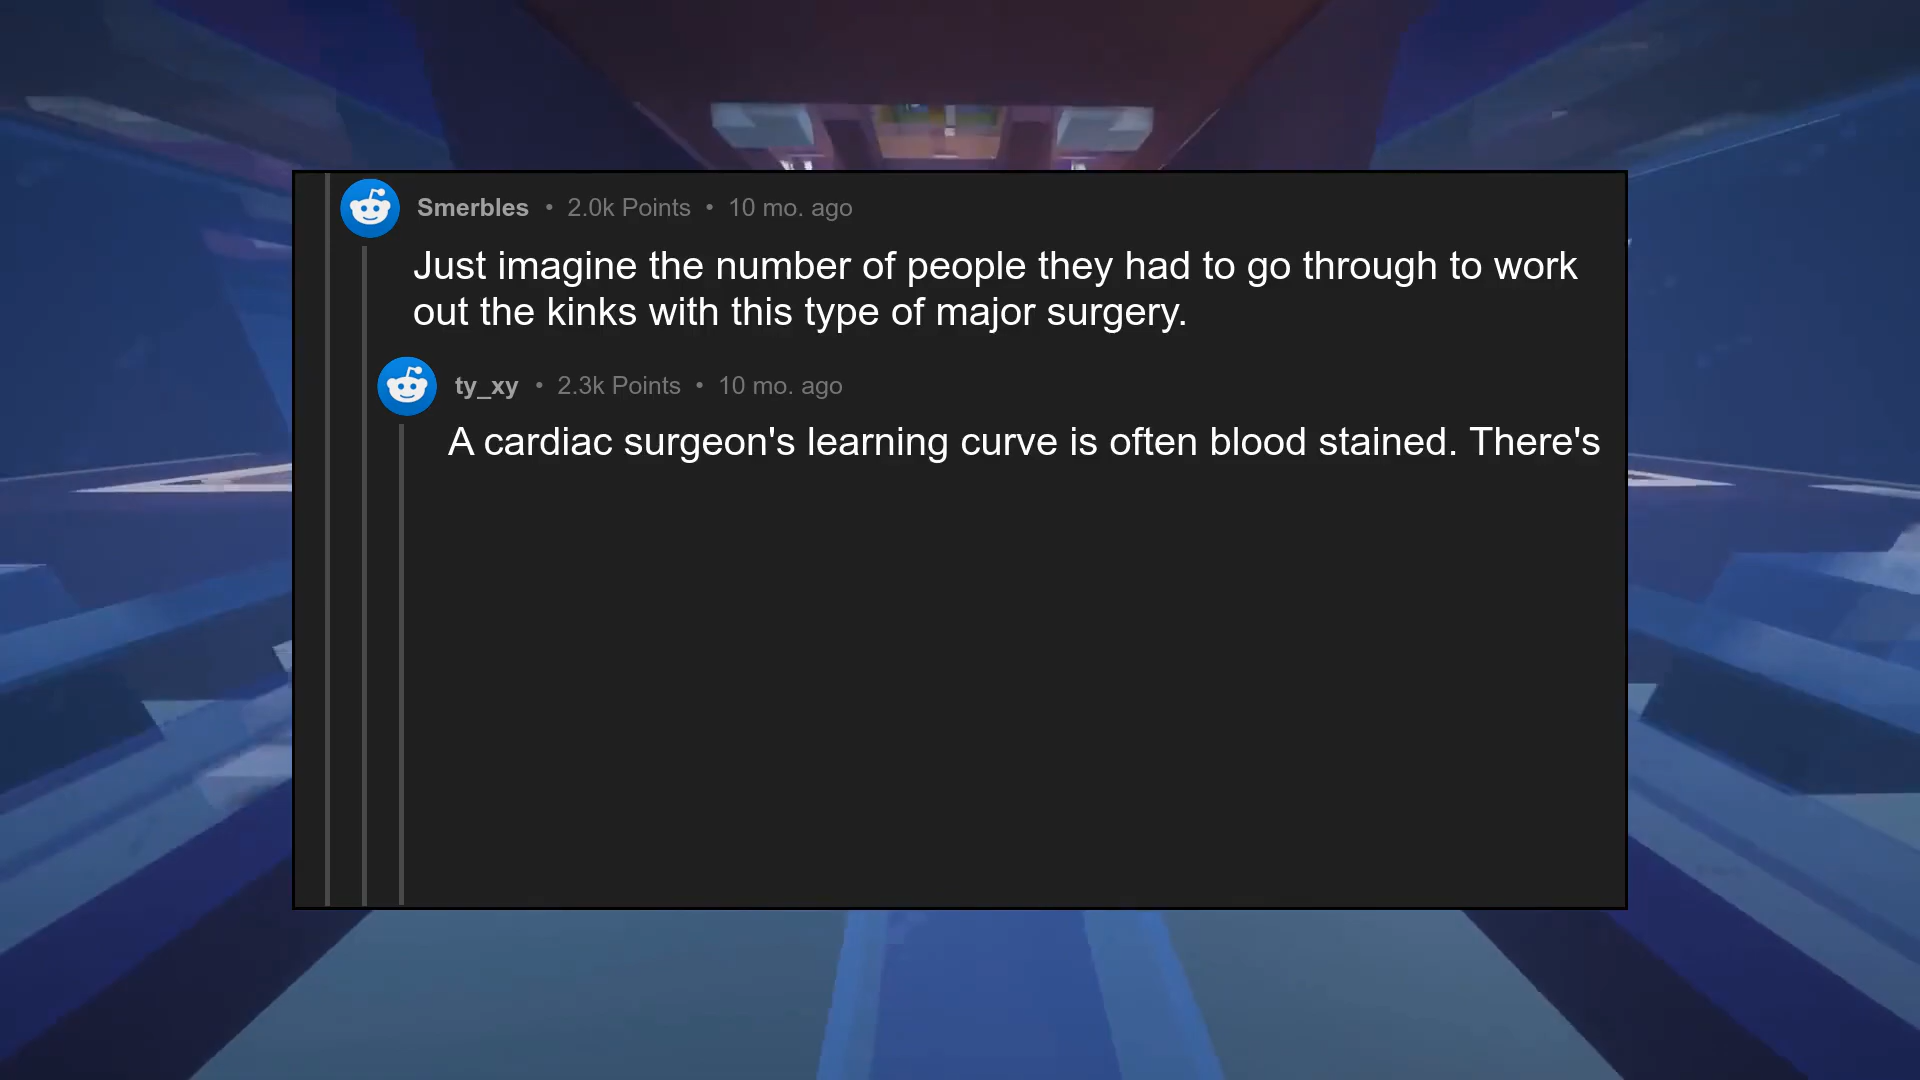 Smerbles • 2.0k Points • 10 mo. ago
Just imagine the number of people they had to go through to work
out the kinks with this type of major surgery.
ty_xy • 2.3k Points • 10 mo. ago
A cardiac surgeon's learning curve is often blood stained. There's